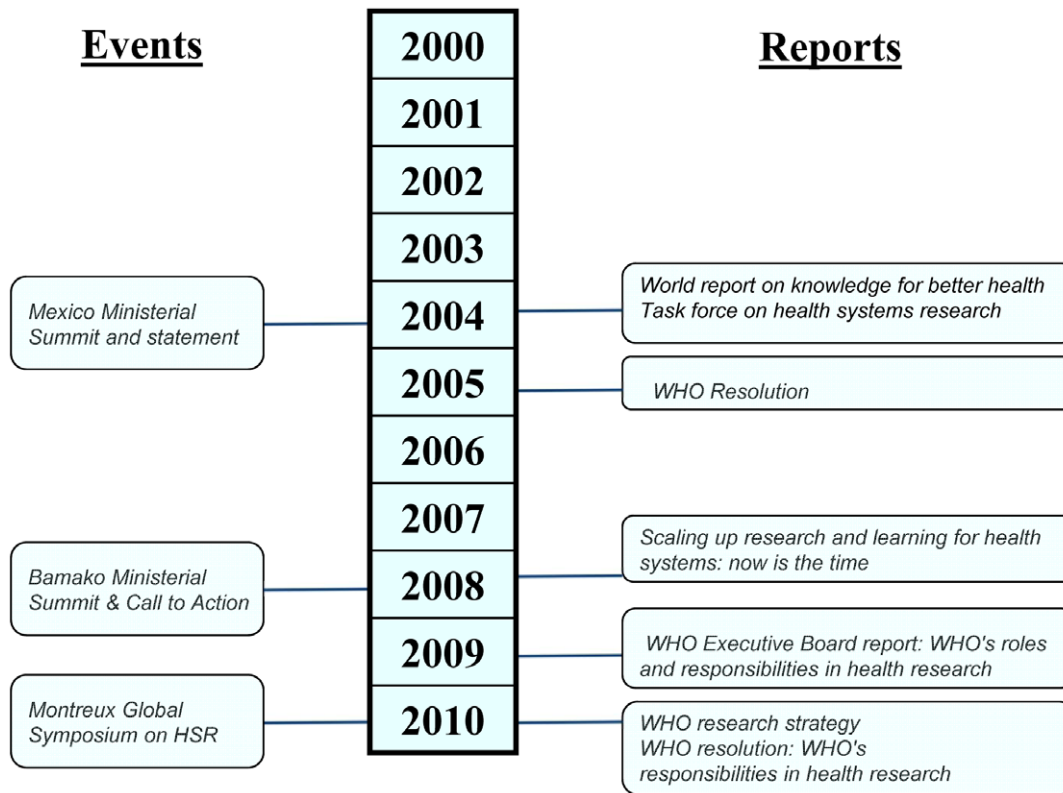 Events
Reports
2000
2001
2002
2003
2004
2005
2006
2007
2008
2009
2010
Mexico Ministerial
Summit and statement
Bamako Ministerial
Summit & Call to Action
Montreux Global
Symposium on HSR
World report on knowledge for better health
Task force on health systems research
WHO Resolution
Scaling up research and learning for health
systems: now is the time
WHO Executive Board report: WHO's roles
and responsibilities in health research
WHO research strategy
WHO resolution: WHO's
responsibilities in health research